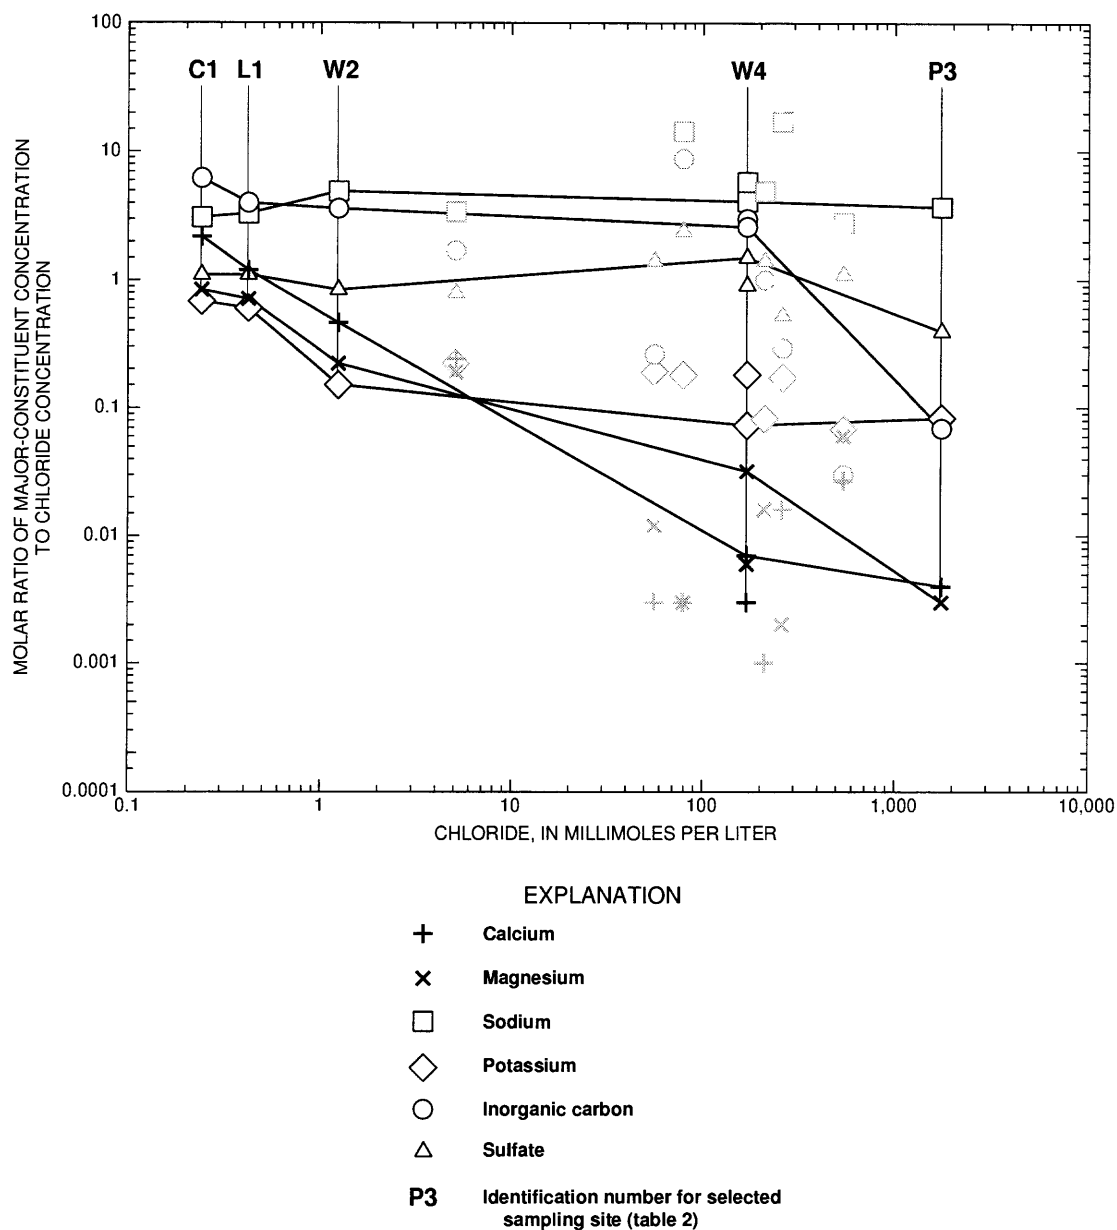 100
C1 L1 W2 W4 P3
10
1
0.1
0.01
0.001
0.0001
MOLAR RATIO OF MAJOR-CONSTITUENT CONCENTRATION
TO CHLORIDE CONCENTRATION
0.1 1 10 100 1,000 10,000
CHLORIDE, IN MILLIMOLES PER LITER
EXPLANATION
Calcium
Magnesium
Sodium
Potassium
Inorganic carbon
Sulfate
P3 Identification number for selected
sampling site (table 2)